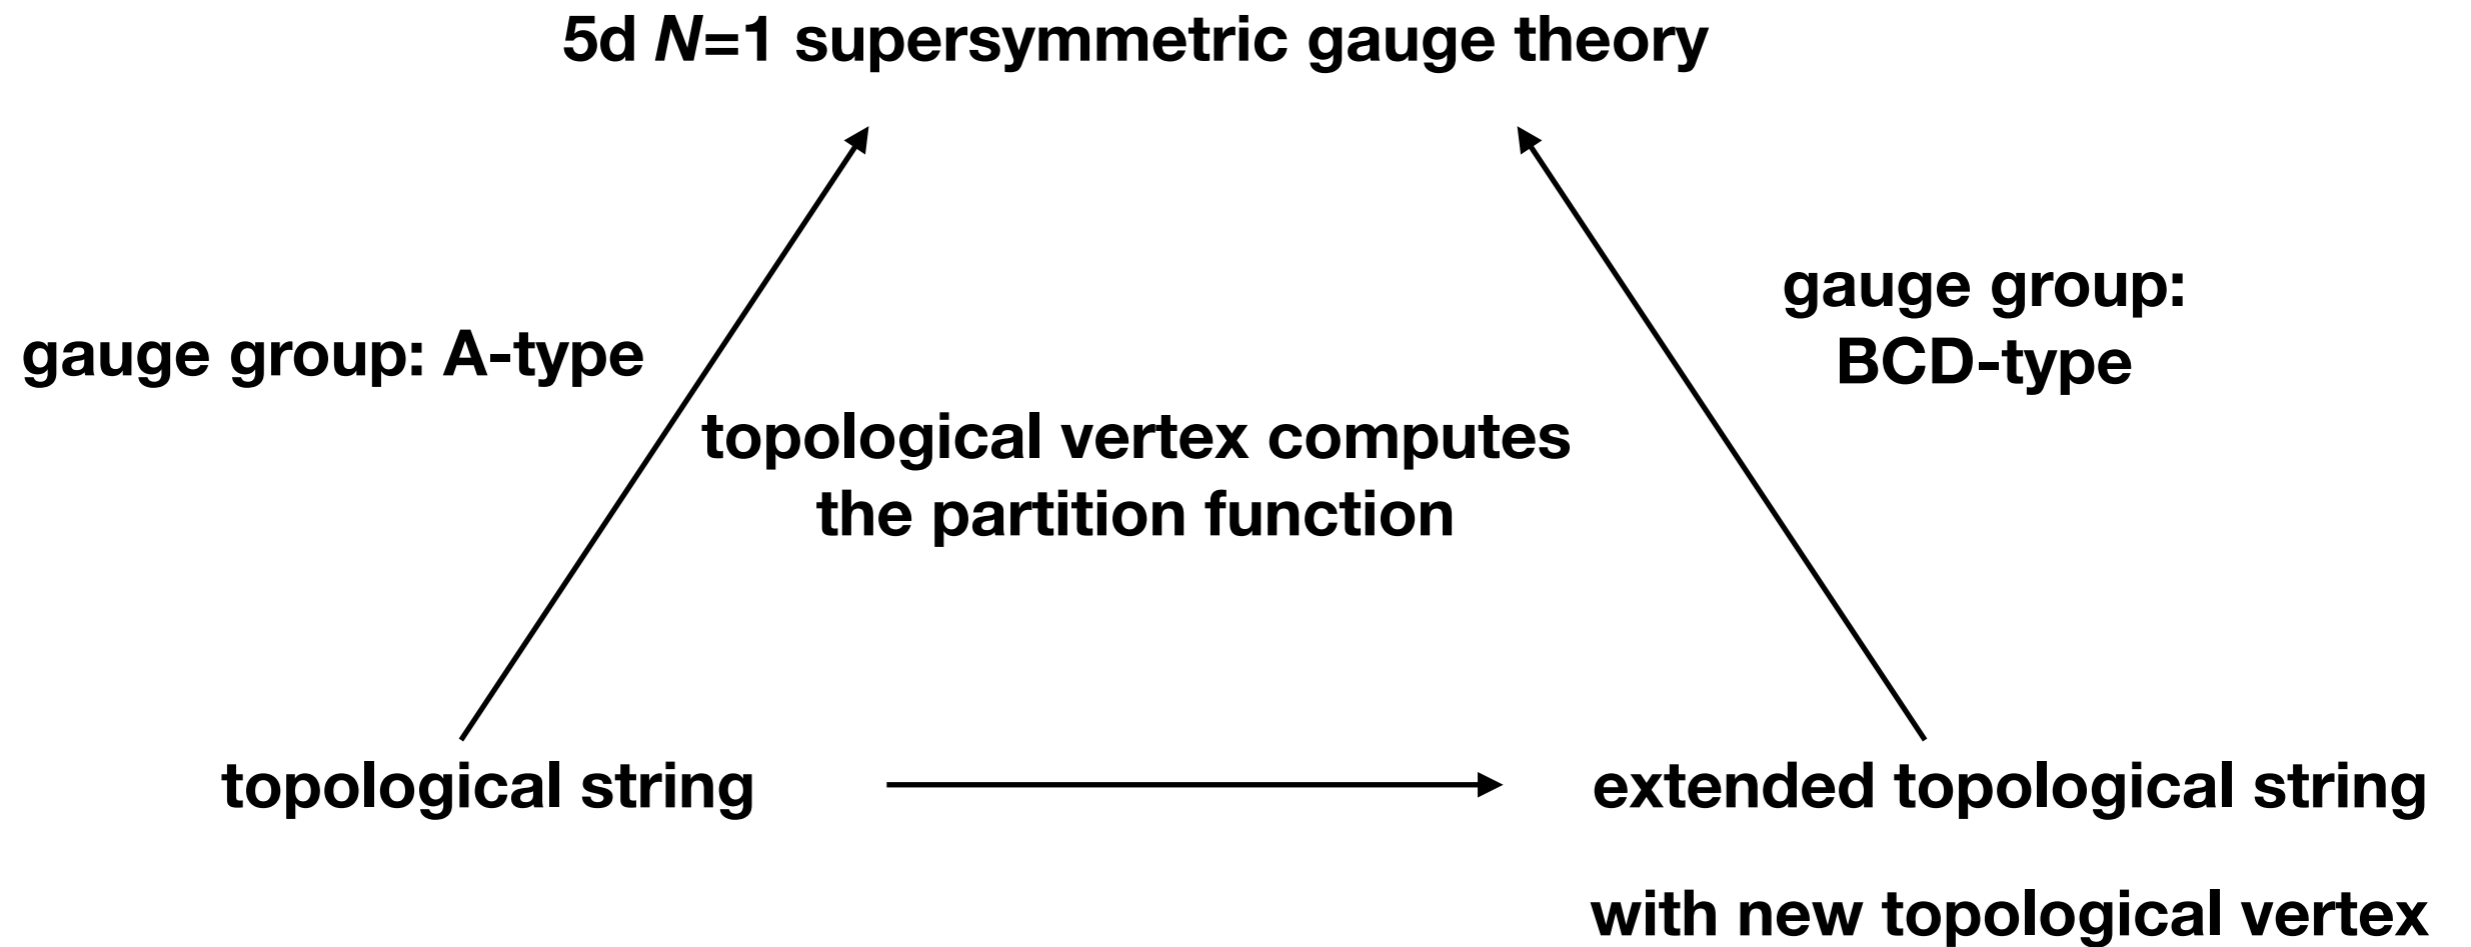 5d N=1 supersymmetric gauge theory
gauge group: A-type
gauge group:
BCD-type
topological vertex computes
the partition function
topological string
extended topological string
with new topological vertex